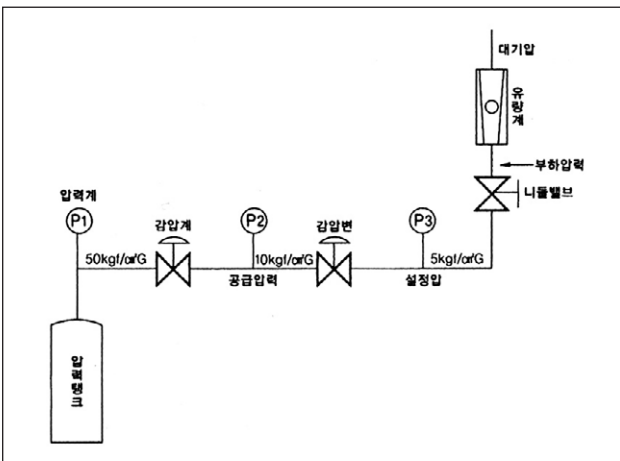 대기압
유량계
부하압력
니들밸브
압력계
P1
감압계
P2
감압변
P3
50kgf/㎠G
공급압력
10kgf/㎠G
설정압
5kgf/㎠G
압력탱크